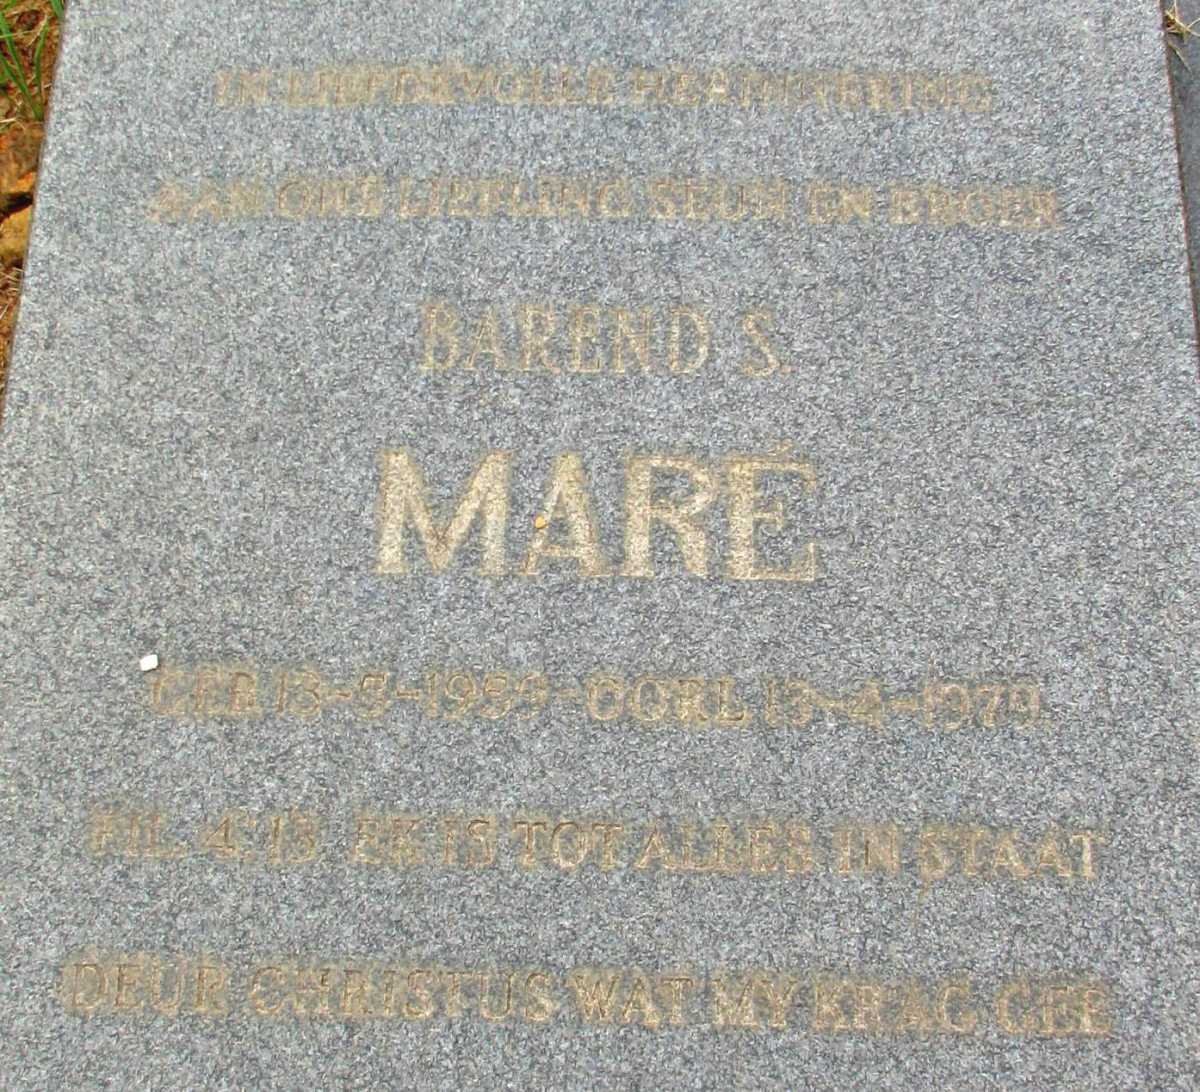 IN LIEFDEVOLLE HERINNERING
AAN ONS LIEFLING SEUN EN BROER
BAREND S.
MARÉ
GEB 13-5-1959 - OORL 13-4-1979
FIL. 4:13 EK IS TOT ALLES IN STAAT
DEUR CHRISTUS WAT MY KRAG GEE